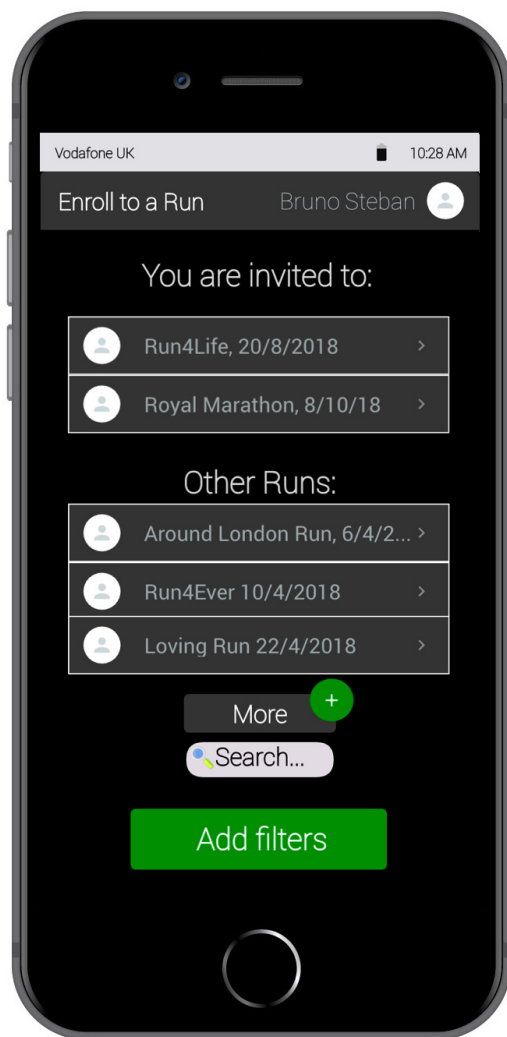 Vodafone UK 10:28 AM
Enroll to a Run Bruno Steban
You are invited to:
Run4Life, 20/8/2018
Royal Marathon, 8/10/18
Other Runs:
Around London Run, 6/4/2...
Run4Ever 10/4/2018
Loving Run 22/4/2018
More +
Search...
Add filters